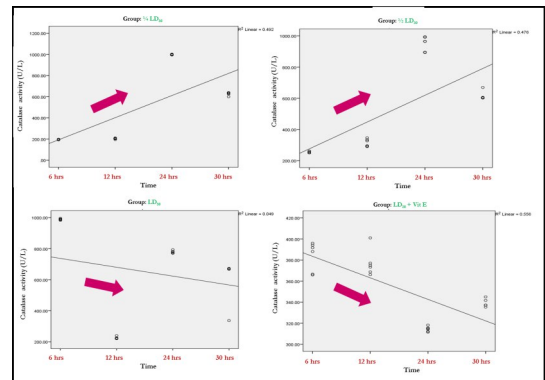 Group: ¼ LD₅₀
R² Linear = 0.492
Catalase activity (U/L)
1200.00
1000.00
800.00
600.00
400.00
200.00
.00
6 hrs 12 hrs 24 hrs 30 hrs
Time
Group: ½ LD₅₀
R² Linear = 0.476
Catalase activity (U/L)
1000.00
800.00
600.00
400.00
200.00
6 hrs 12 hrs 24 hrs 30 hrs
Time
Group: LD₅₀
R² Linear = 0.046
Catalase activity (U/L)
1000.00
800.00
600.00
400.00
200.00
6 hrs 12 hrs 24 hrs 30 hrs
Time
Group: LD₅₀ + Vit E
R² Linear =
Catalase activity (U/L)
420.00
400.00
380.00
360.00
340.00
320.00
300.00
6 hrs 12 hrs 24 hrs 30 hrs
Time